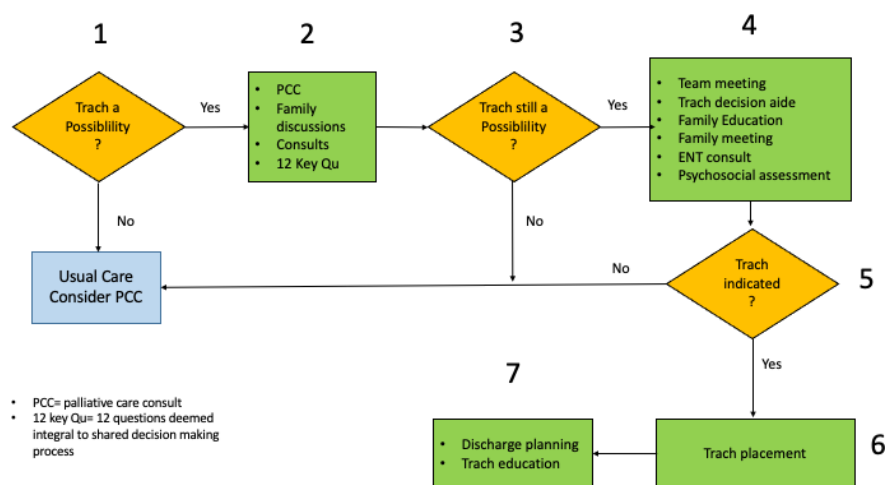 1
2
3
4
Trach a
Possiblility
?
Yes
• PCC
• Family
discussions
• Consults
• 12 Key Qu
Trach still a
Possiblility
?
Yes
• Team meeting
• Trach decision aide
• Family Education
• Family meeting
• ENT consult
• Psychosocial assessment
No
No
Usual Care
Consider PCC
No
Trach
indicated
?
5
Yes
7
• PCC= palliative care consult
• 12 key Qu= 12 questions deemed
integral to shared decision making
process
• Discharge planning
• Trach education
Trach placement
6